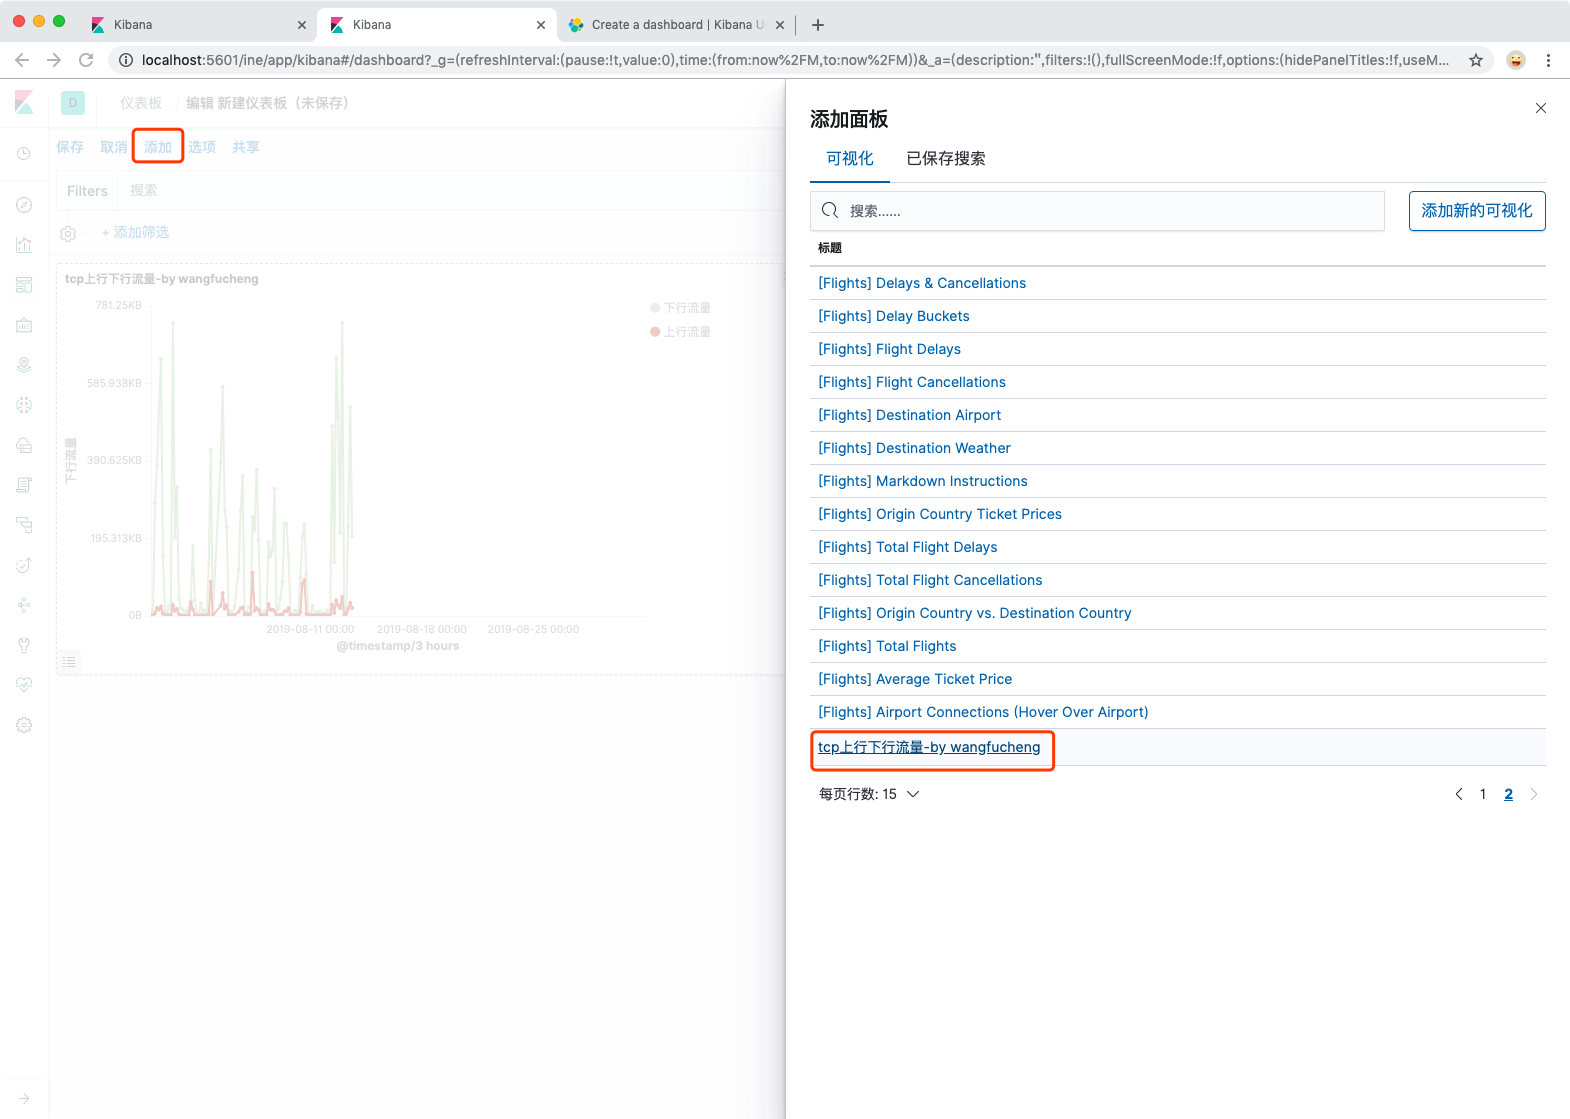 Kibana
Kibana
Create a dashboard | Kibana U
localhost:5601/ine/app/kibana#/dashboard?_g=(refreshInterval:(pause:!t,value:0),time:(from:now%2FM,to:now%2FM))&_a=(description:'',filters:!(),fullScreenMode:!f,options:(hidePanelTitles:!f,useM...
D 仪表板 / 编辑 新建仪表板（未保存）
保存 取消 添加 选项 共享
Filters 搜索
+ 添加筛选
tcp上行下行流量-by wangfucheng
781.25KB
585.938KB
390.625KB
195.313KB
0B
下行流量
下行流量
上行流量
2019-08-11 00:00 2019-08-18 00:00 2019-08-25 00:00
@timestamp/3 hours
添加面板
可视化 已保存搜索
搜索......
添加新的可视化
标题
[Flights] Delays & Cancellations
[Flights] Delay Buckets
[Flights] Flight Delays
[Flights] Flight Cancellations
[Flights] Destination Airport
[Flights] Destination Weather
[Flights] Markdown Instructions
[Flights] Origin Country Ticket Prices
[Flights] Total Flight Delays
[Flights] Total Flight Cancellations
[Flights] Origin Country vs. Destination Country
[Flights] Total Flights
[Flights] Average Ticket Price
[Flights] Airport Connections (Hover Over Airport)
tcp上行下行流量-by wangfucheng
每页行数: 15
1 2